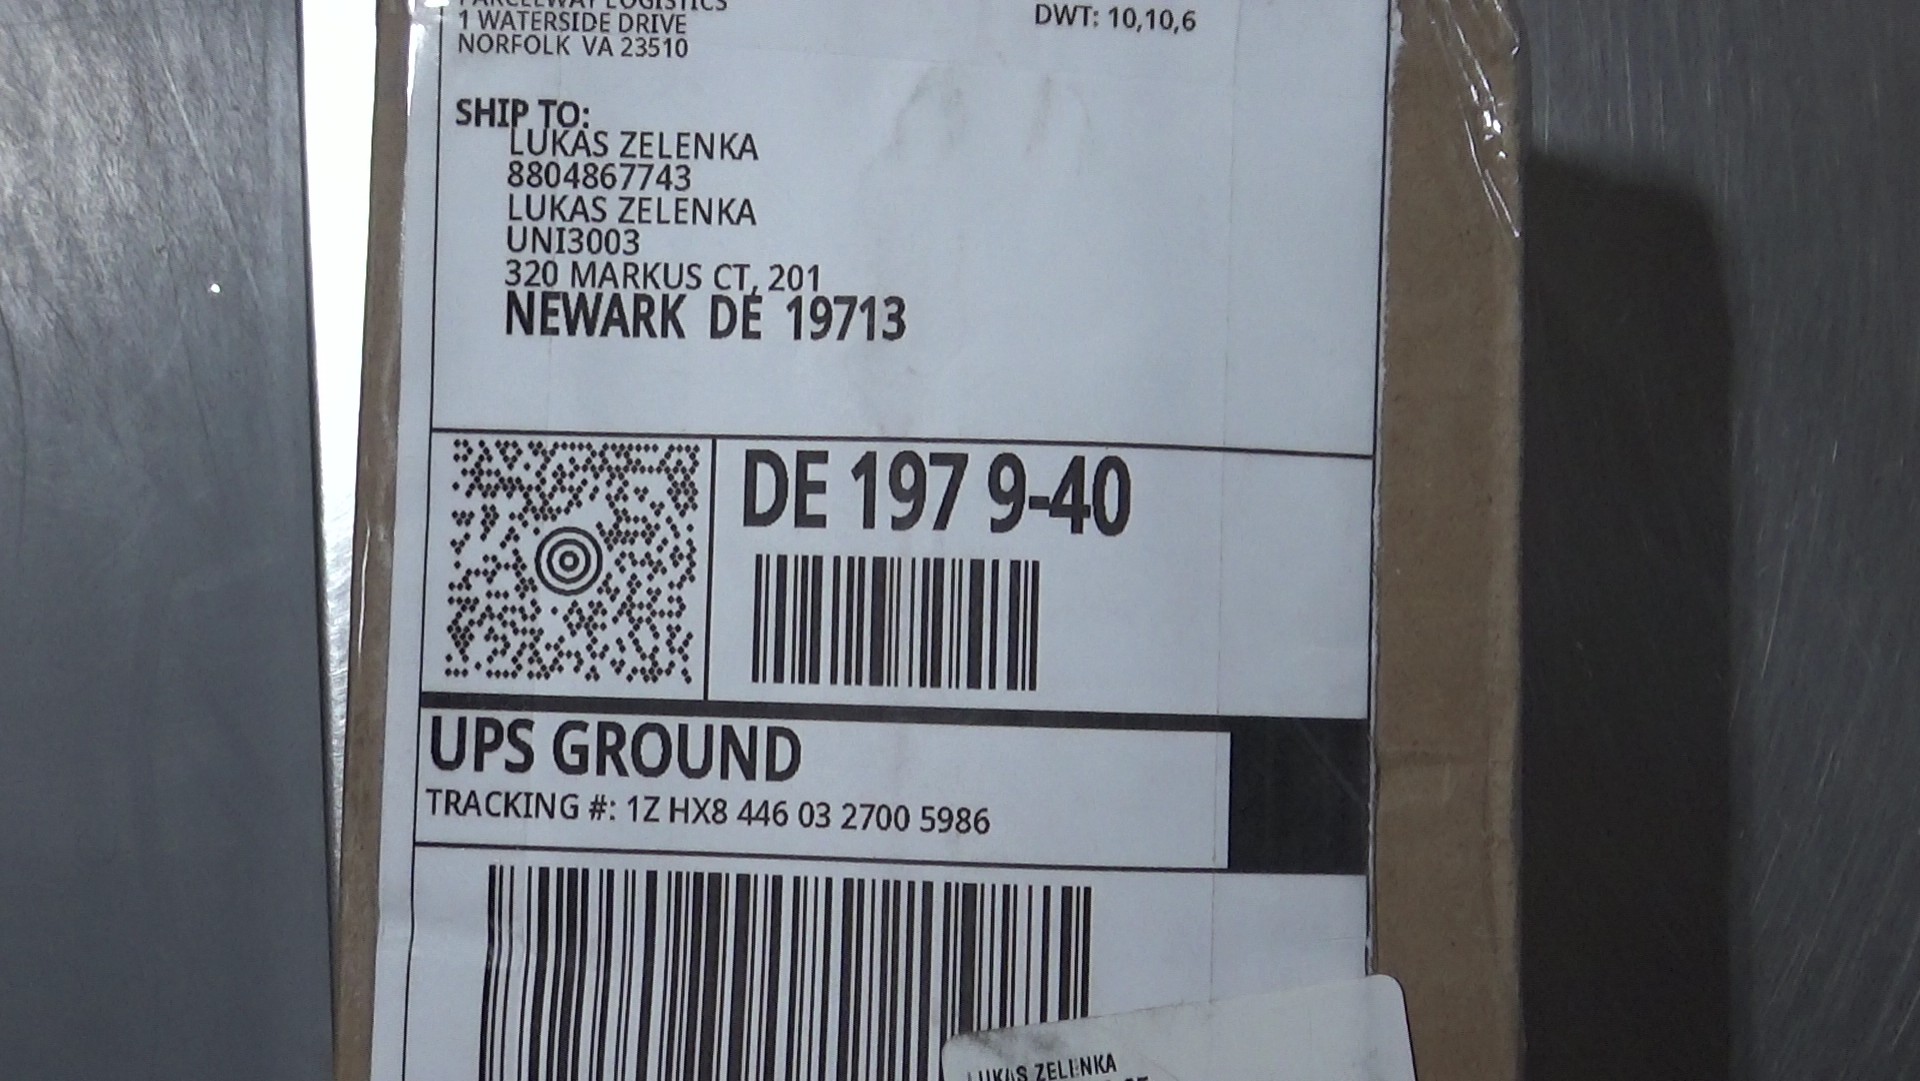 PARCELWAY LOGISTICS
1 WATERSIDE DRIVE
NORFOLK VA 23510
DWT: 10,10,6
SHIP TO:
LUKAS ZELENKA
8804867743
LUKAS ZELENKA
UNI3003
320 MARKUS CT, 201
NEWARK DE 19713
DE 197 9-40
UPS GROUND
TRACKING #: 1Z HX8 446 03 2700 5986
LUKAS ZELENKA